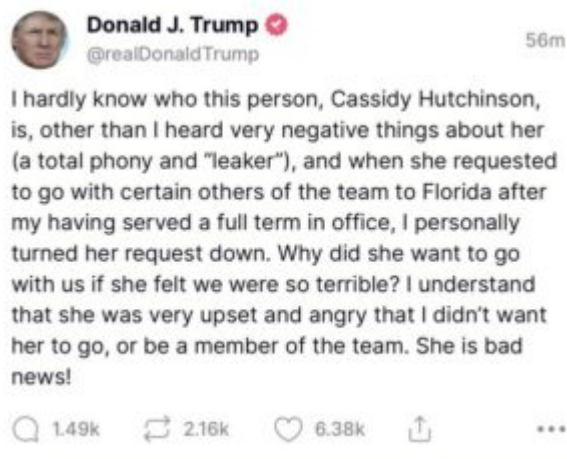 Donald J. Trump
@realDonaldTrump
56m
I hardly know who this person, Cassidy Hutchinson,
is, other than I heard very negative things about her
(a total phony and "leaker"), and when she requested
to go with certain others of the team to Florida after
my having served a full term in office, I personally
turned her request down. Why did she want to go
with us if she felt we were so terrible? I understand
that she was very upset and angry that I didn't want
her to go, or be a member of the team. She is bad
news!
1.49k 2.16k 6.38k